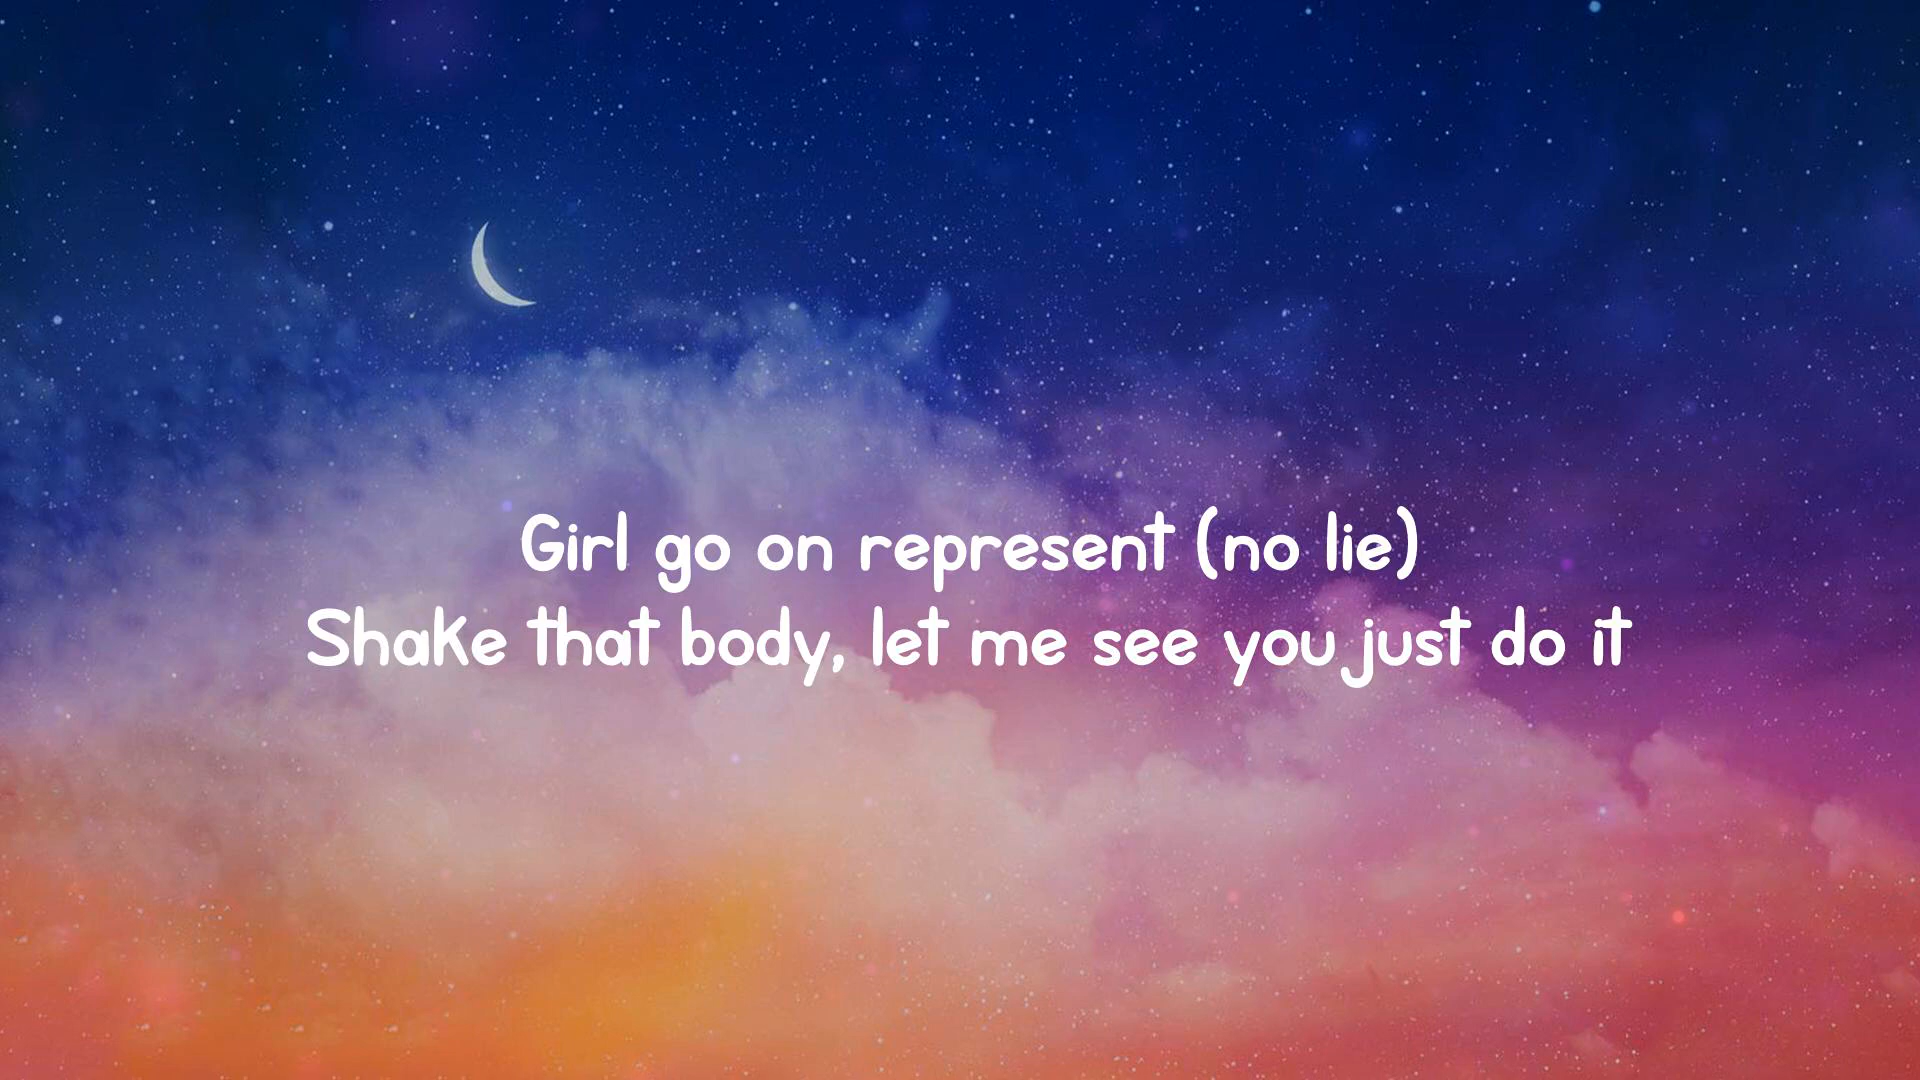 Girl go on represent (no lie)
Shake that body, let me see you just do it